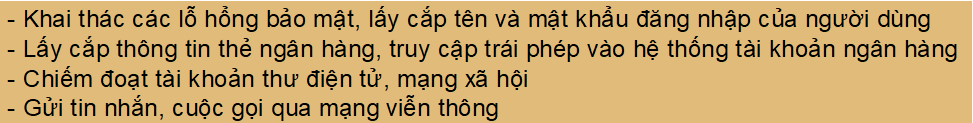 - Khai thác các lỗ hổng bảo mật, lấy cắp tên và mật khẩu đăng nhập của người dùng
- Lấy cắp thông tin thẻ ngân hàng, truy cập trái phép vào hệ thống tài khoản ngân hàng
- Chiếm đoạt tài khoản thư điện tử, mạng xã hội
- Gửi tin nhắn, cuộc gọi qua mạng viễn thông